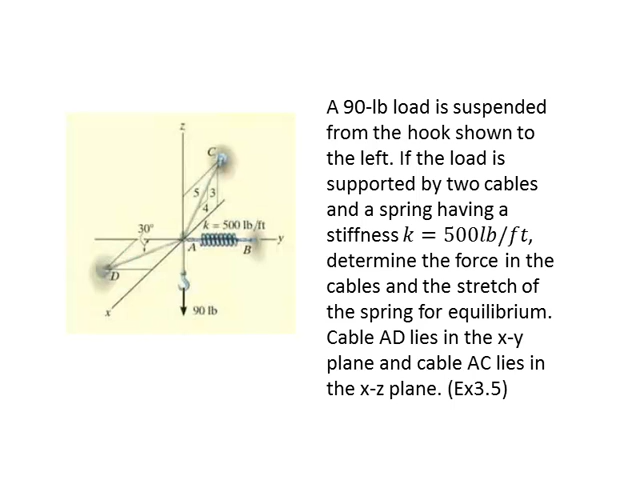 z
C
5
3
4
30°
k = 500 lb/ft
y
A
B
D
x
90 lb
A 90-lb load is suspended
from the hook shown to
the left. If the load is
supported by two cables
and a spring having a
stiffness k = 500lb/ft,
determine the force in the
cables and the stretch of
the spring for equilibrium.
Cable AD lies in the x-y
plane and cable AC lies in
the x-z plane. (Ex3.5)